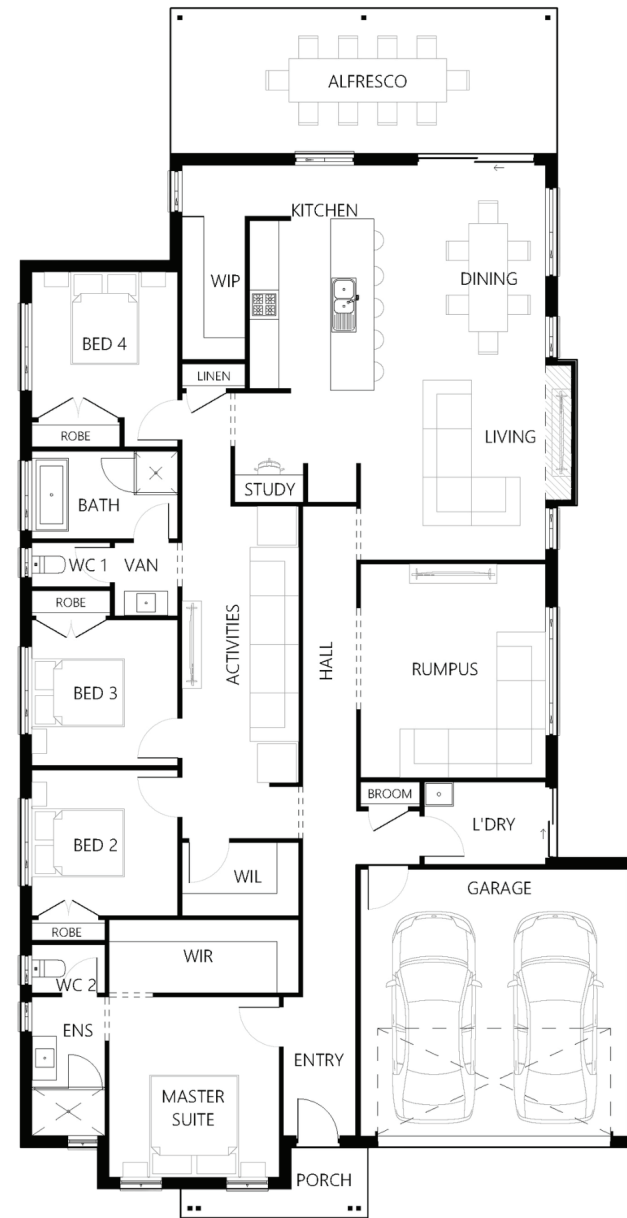 ALFRESCO
KITCHEN
WIP
DINING
BED 4
LINEN
ROBE
LIVING
STUDY
BATH
WC 1
VAN
ROBE
ACTIVITIES
HALL
BED 3
RUMPUS
BROOM
BED 2
L'DRY
WIL
GARAGE
ROBE
WIR
WC 2
ENS
ENTRY
MASTER
SUITE
PORCH